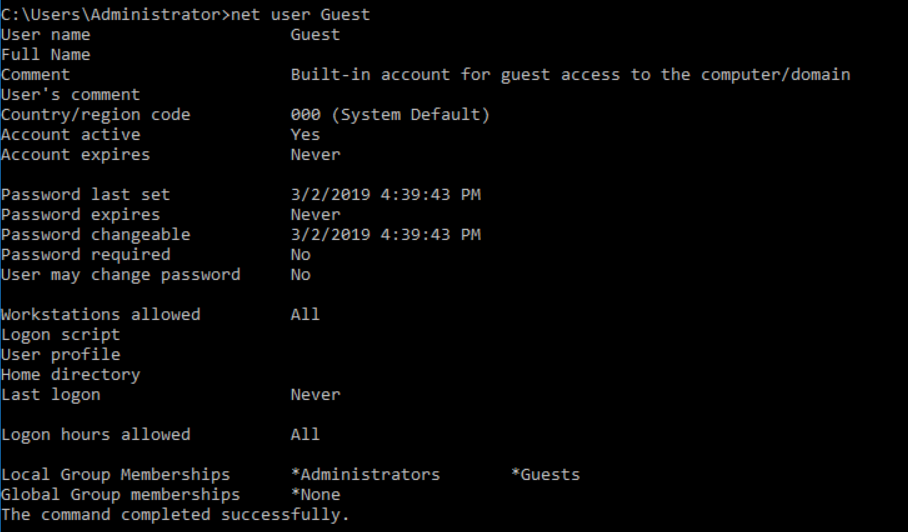 C:\Users\Administrator>net user Guest
User name                    Guest
Full Name
Comment                      Built-in account for guest access to the computer/domain
User's comment
Country/region code          000 (System Default)
Account active               Yes
Account expires              Never

Password last set            3/2/2019 4:39:43 PM
Password expires             Never
Password changeable          3/2/2019 4:39:43 PM
Password required            No
User may change password     No

Workstations allowed         All
Logon script
User profile
Home directory
Last logon                   Never

Logon hours allowed          All

Local Group Memberships      *Administrators       *Guests
Global Group memberships     *None
The command completed successfully.